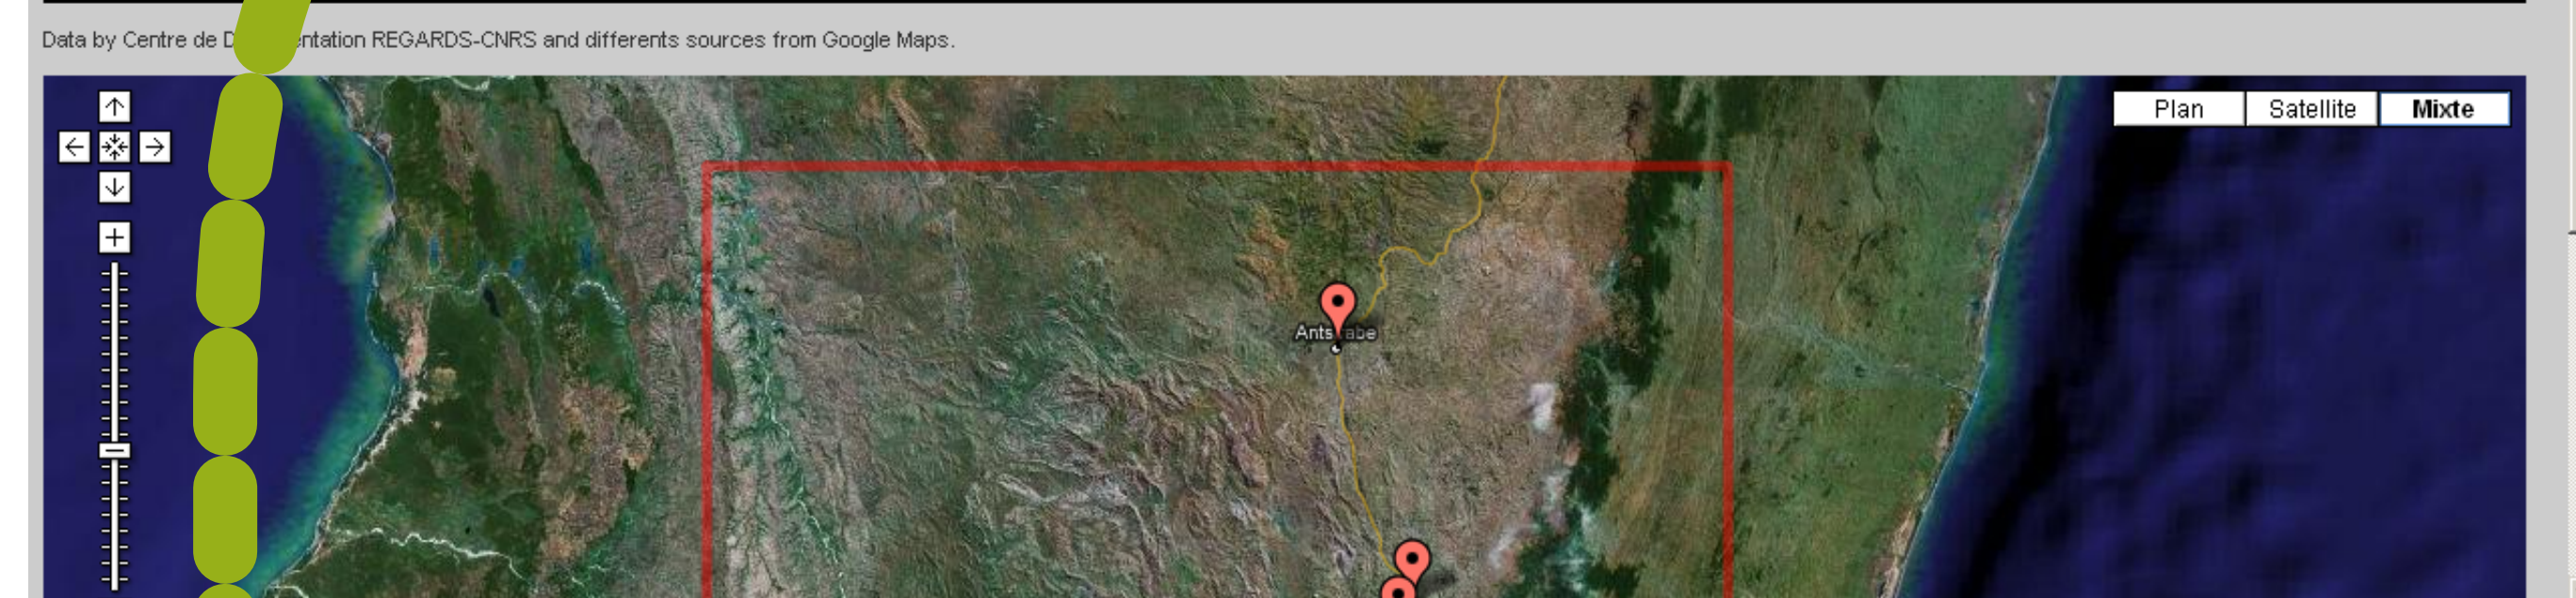 Data by Centre de ntation REGARDS-CNRS and differents sources from Google Maps.
Plan Satellite Mixte